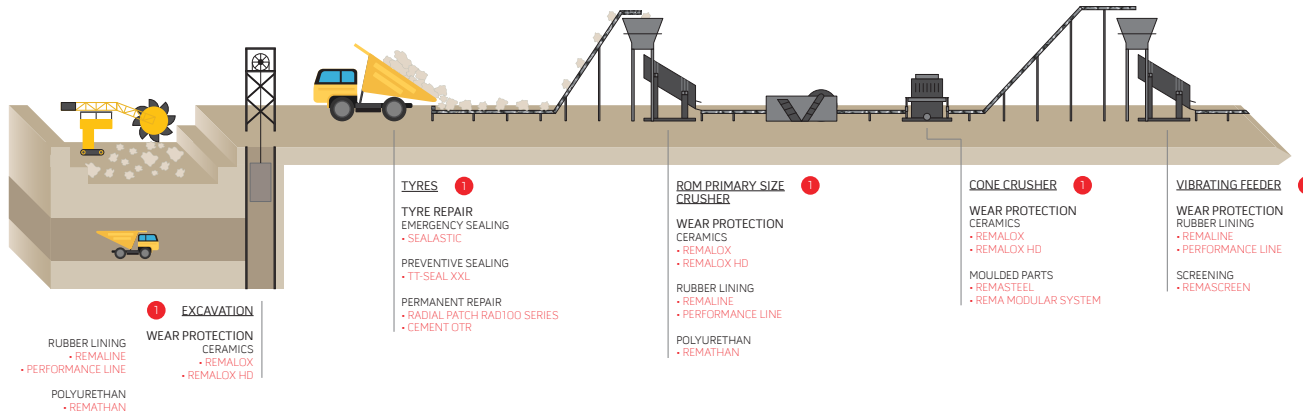 TYRES 1
TYRE REPAIR
EMERGENCY SEALING
• SEALASTIC
PREVENTIVE SEALING
• TT-SEAL XXL
PERMANENT REPAIR
• RADIAL PATCH RAD100 SERIES
• CEMENT OTR
ROM PRIMARY SIZE 1
CRUSHER
WEAR PROTECTION
CERAMICS
• REMALOX
• REMALOX HD
RUBBER LINING
• REMALINE
• PERFORMANCE LINE
POLYURETHAN
• REMATHAN
CONE CRUSHER 1
WEAR PROTECTION
CERAMICS
• REMALOX
• REMALOX HD
MOULDED PARTS
• REMASTEEL
• REMA MODULAR SYSTEM
VIBRATING FEEDER
WEAR PROTECTION
RUBBER LINING
• REMALINE
• PERFORMANCE LINE
SCREENING
• REMASCREEN
1 EXCAVATION
WEAR PROTECTION
CERAMICS
• REMALOX
• REMALOX HD
RUBBER LINING
• REMALINE
• PERFORMANCE LINE
POLYURETHAN
• REMATHAN